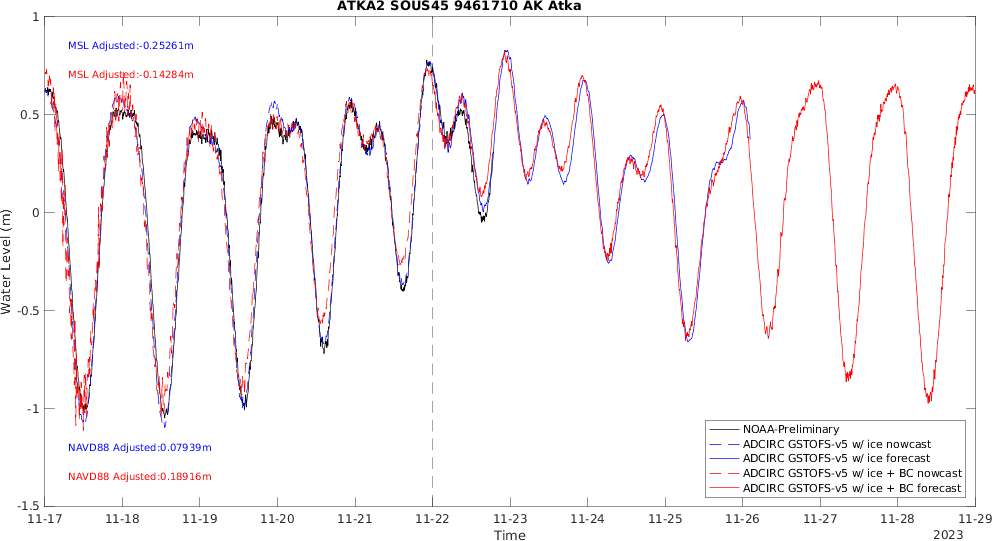 ATKA2 SOUS45 9461710 AK Atka
MSL Adjusted:-0.25261m
MSL Adjusted:-0.14284m
NAVD88 Adjusted:0.07939m
NAVD88 Adjusted:0.18916m
Water Level (m)
1
0.5
0
-0.5
-1
-1.5
NOAA-Preliminary
ADCIRC GSTOFS-v5 w/ ice nowcast
ADCIRC GSTOFS-v5 w/ ice forecast
ADCIRC GSTOFS-v5 w/ ice + BC nowcast
ADCIRC GSTOFS-v5 w/ ice + BC forecast
11-17 11-18 11-19 11-20 11-21 11-22 11-23 11-24 11-25 11-26 11-27 11-28 11-29
Time
2023